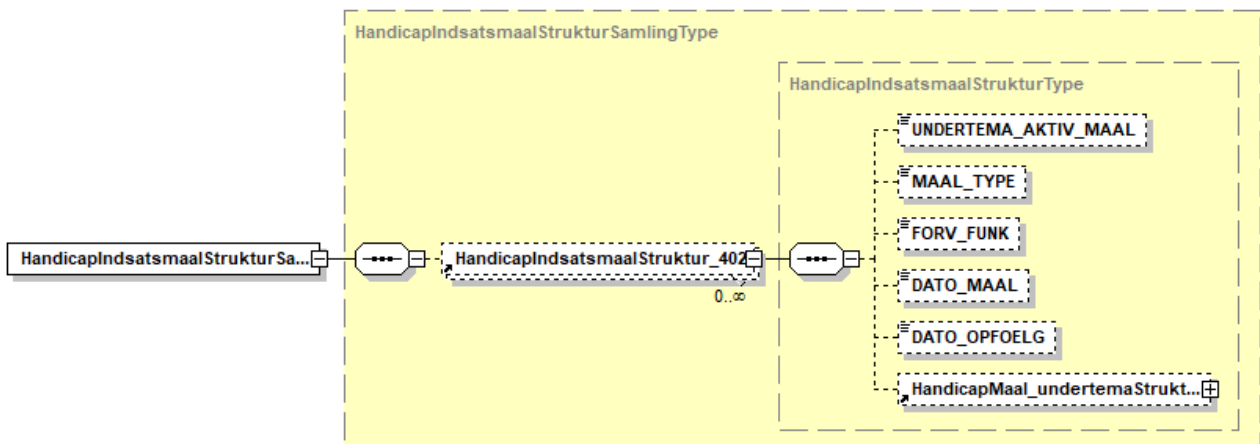 HandicapIndsatsmaalStrukturSamlingType
HandicapIndsatsmaalStrukturType
UNDERTEMA_AKTIV_MAAL
MAAL_TYPE
FORV_FUNK
HandicapIndsatsmaalStrukturSa...
HandicapIndsatsmaalStruktur_402
0..∞
DATO_MAAL
DATO_OPFOELG
HandicapMaal_undertemaStrukt...